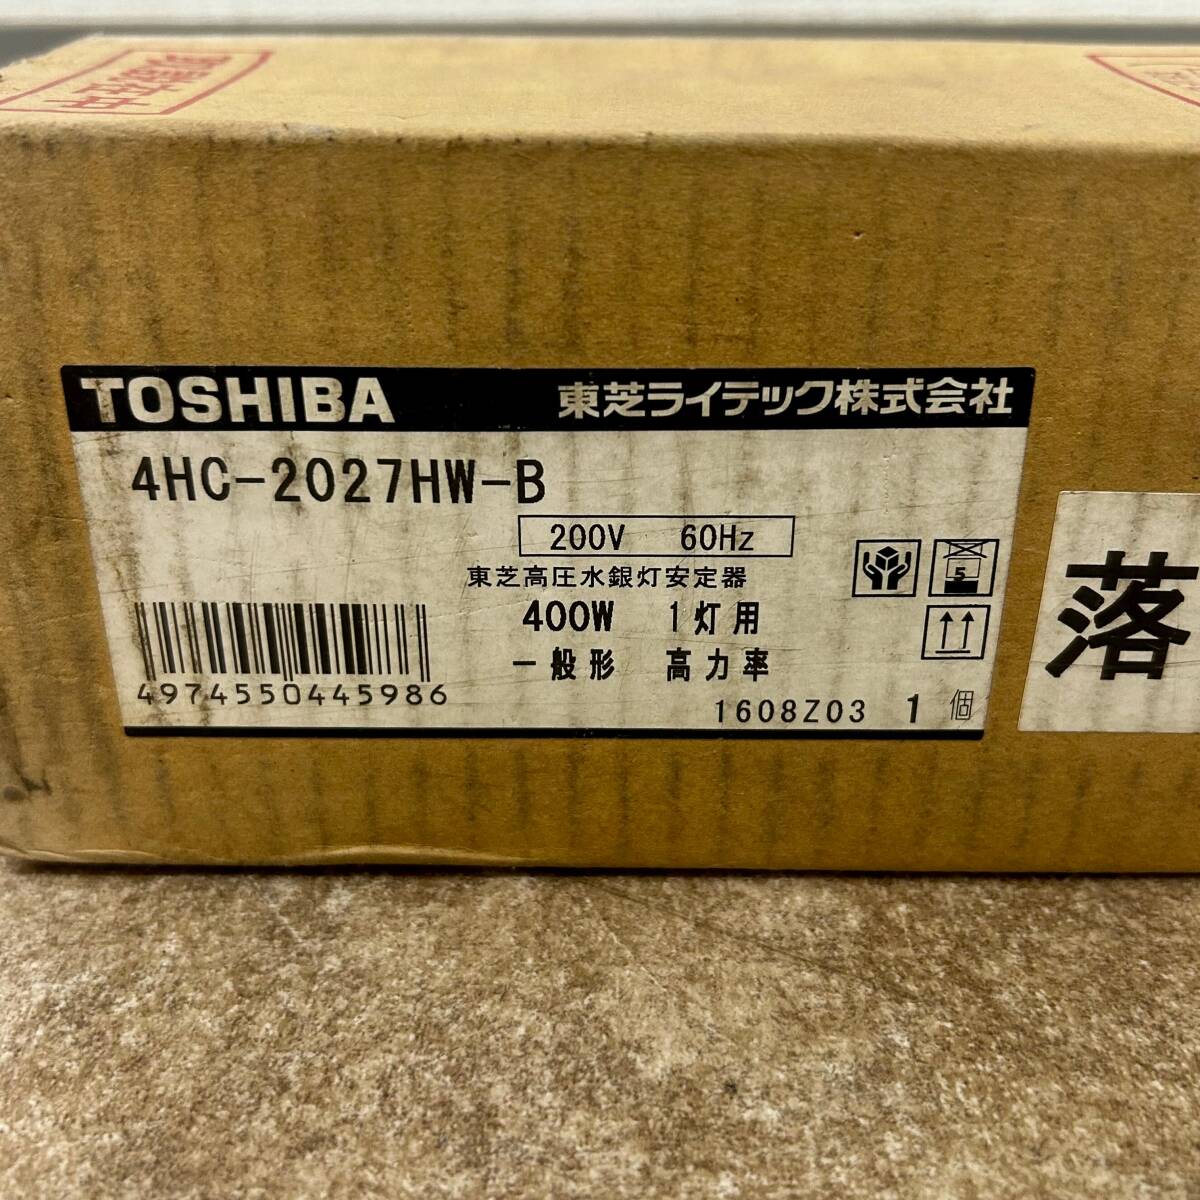 TOSHIBA 東芝ライテック株式会社
4HC-2027HW-B
200V 60Hz
東芝高圧水銀灯安定器
400W 1灯用
一般形 高力率
4974550445986
1608Z03 1個
5
落